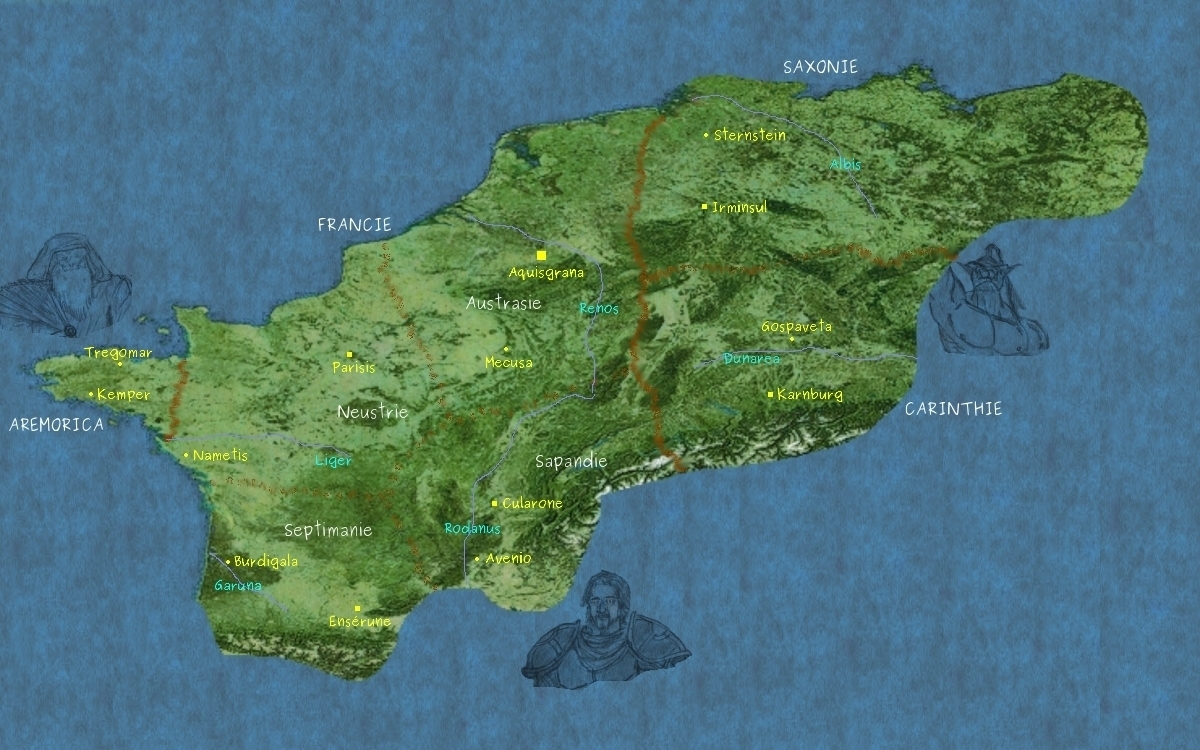 SAXONIE
Sternstein
Albis
Irminsul
FRANCIE
Aquisgrana
Austrasie
Renos
Gospaveta
Tregomar
Parisis
Mecusa
Dunarea
Kemper
Karnburg
Neustrie
CARINTHIE
AREMORICA
Nametis
Liger
Sapandie
Cularone
Septimanie
Rodanus
Burdigala
Avenio
Garuna
Ensérune